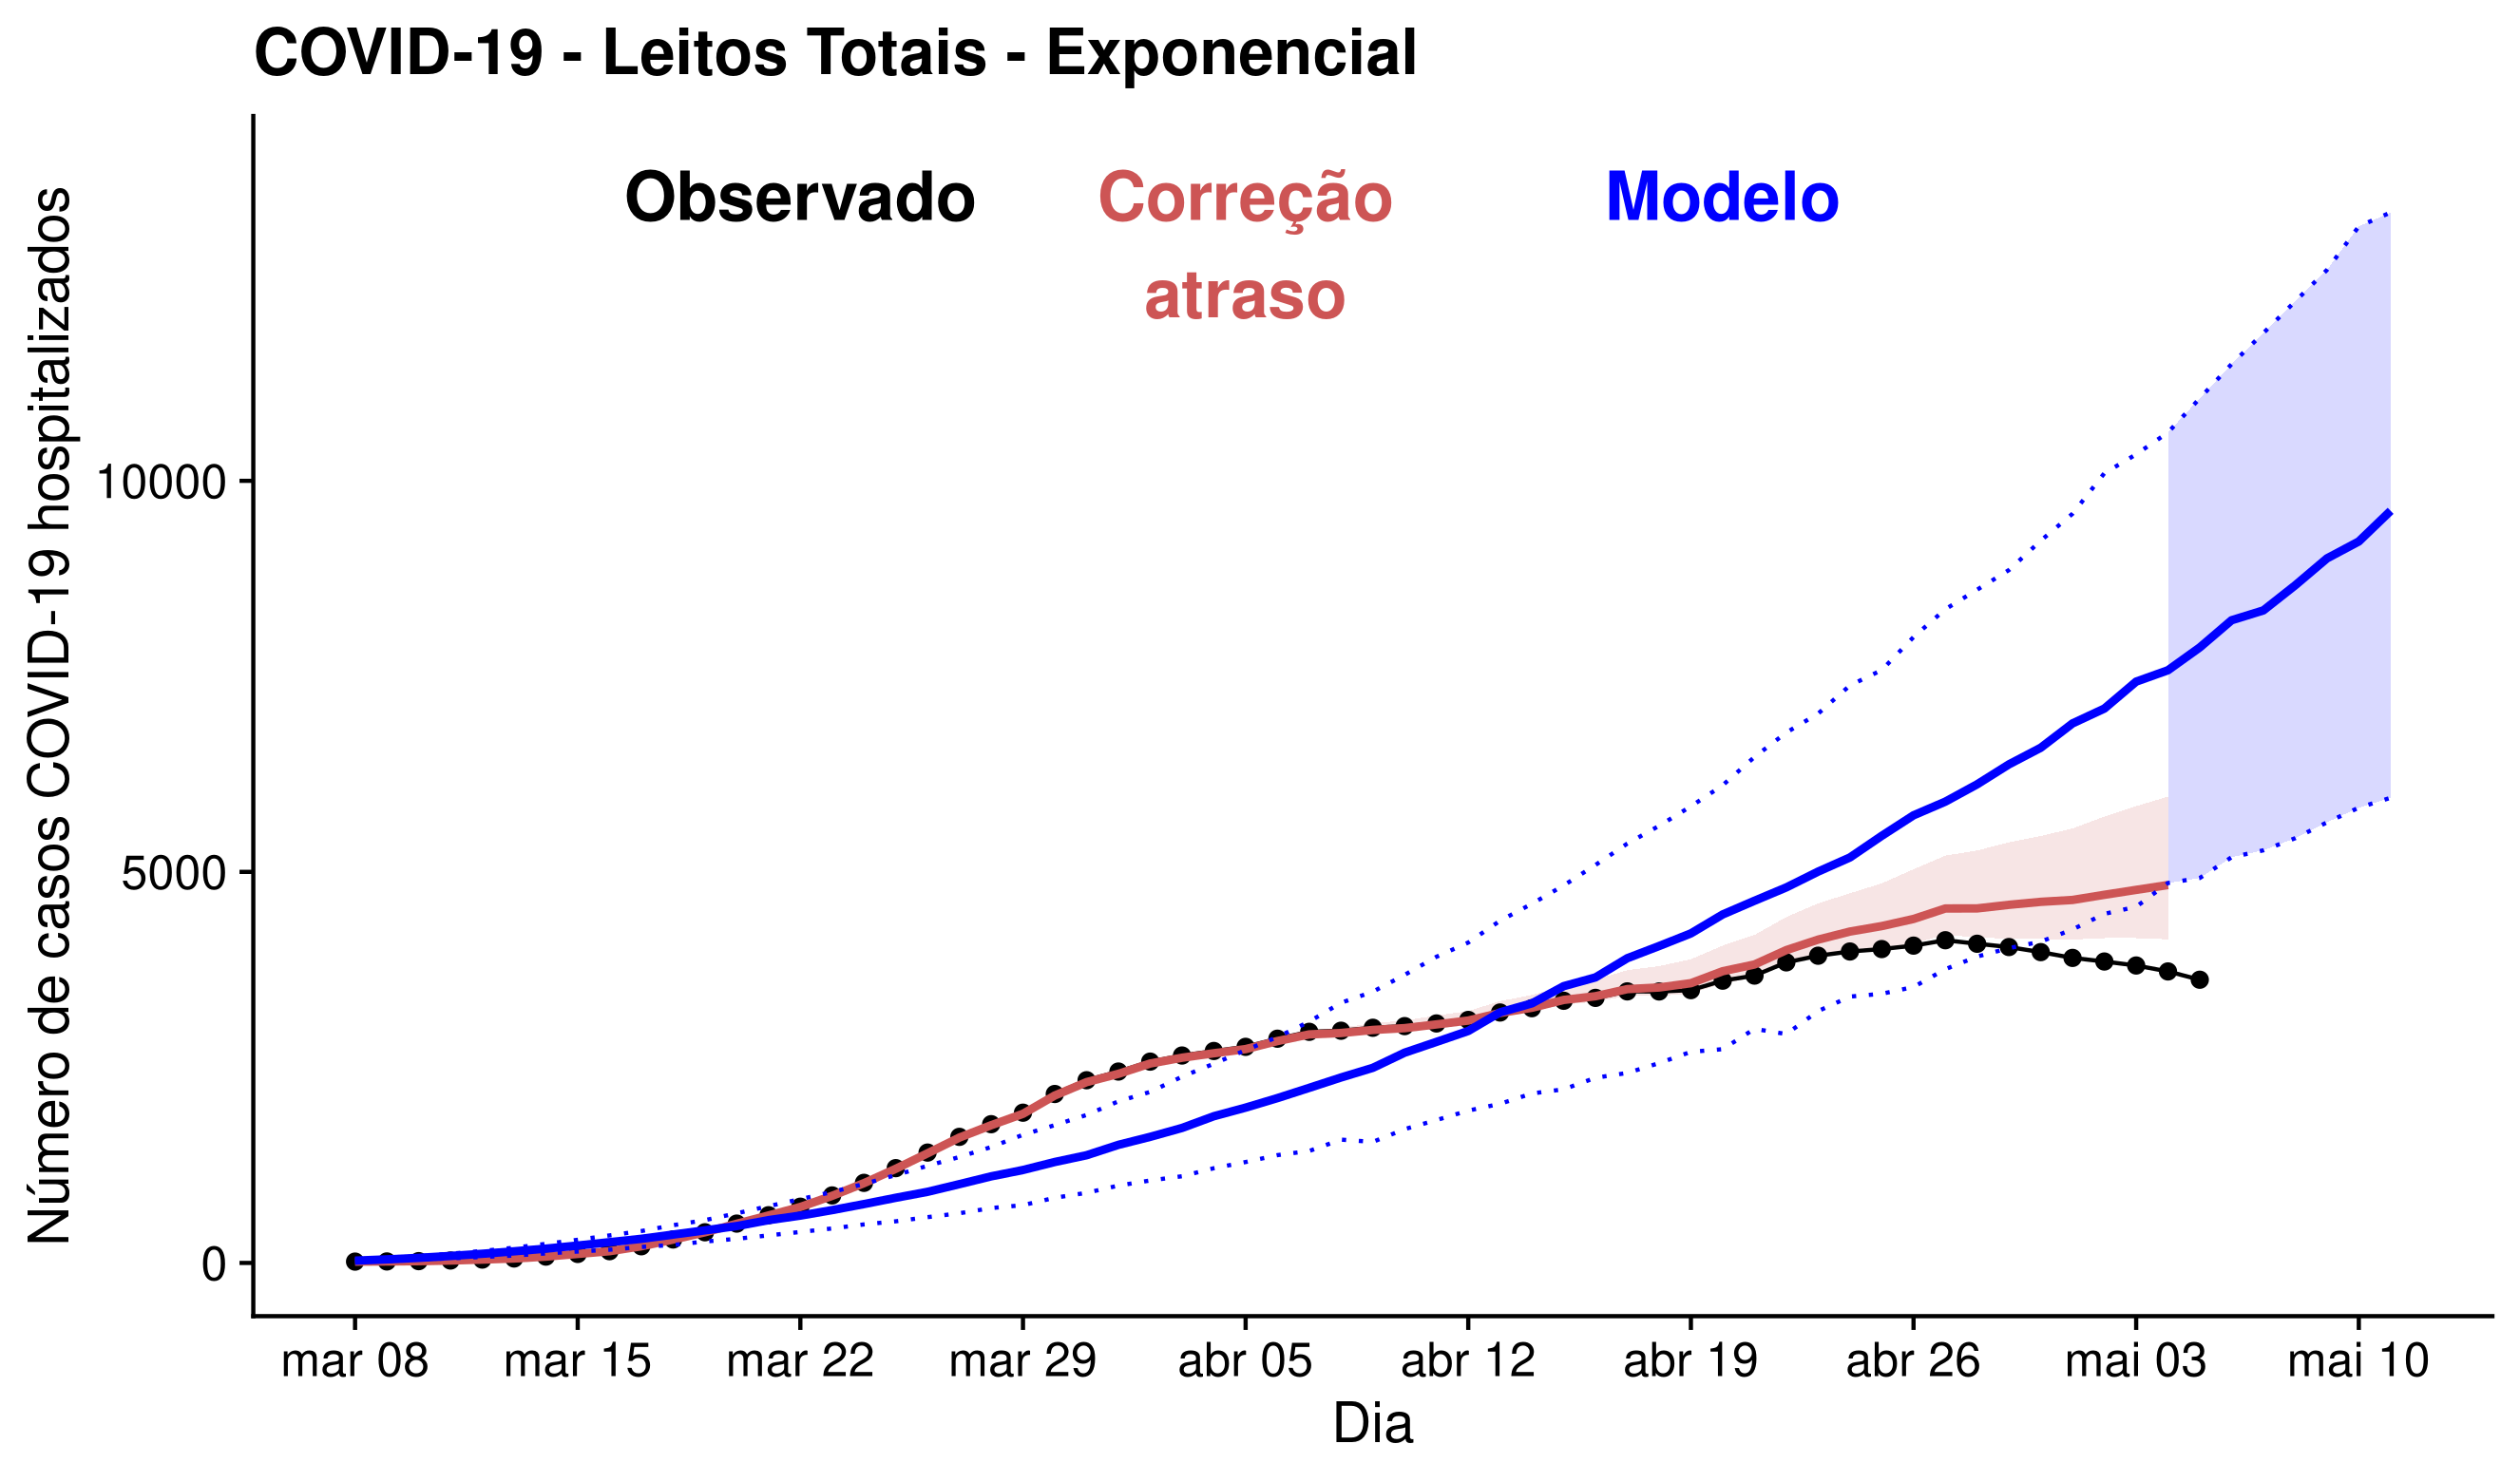 COVID-19 - Leitos Totais - Exponencial
Observado
Correção
atraso
Modelo
Número de casos COVID-19 hospitalizados
10000
5000
0
mar 08 mar 15 mar 22 mar 29 abr 05 abr 12 abr 19 abr 26 mai 03 mai 10
Dia